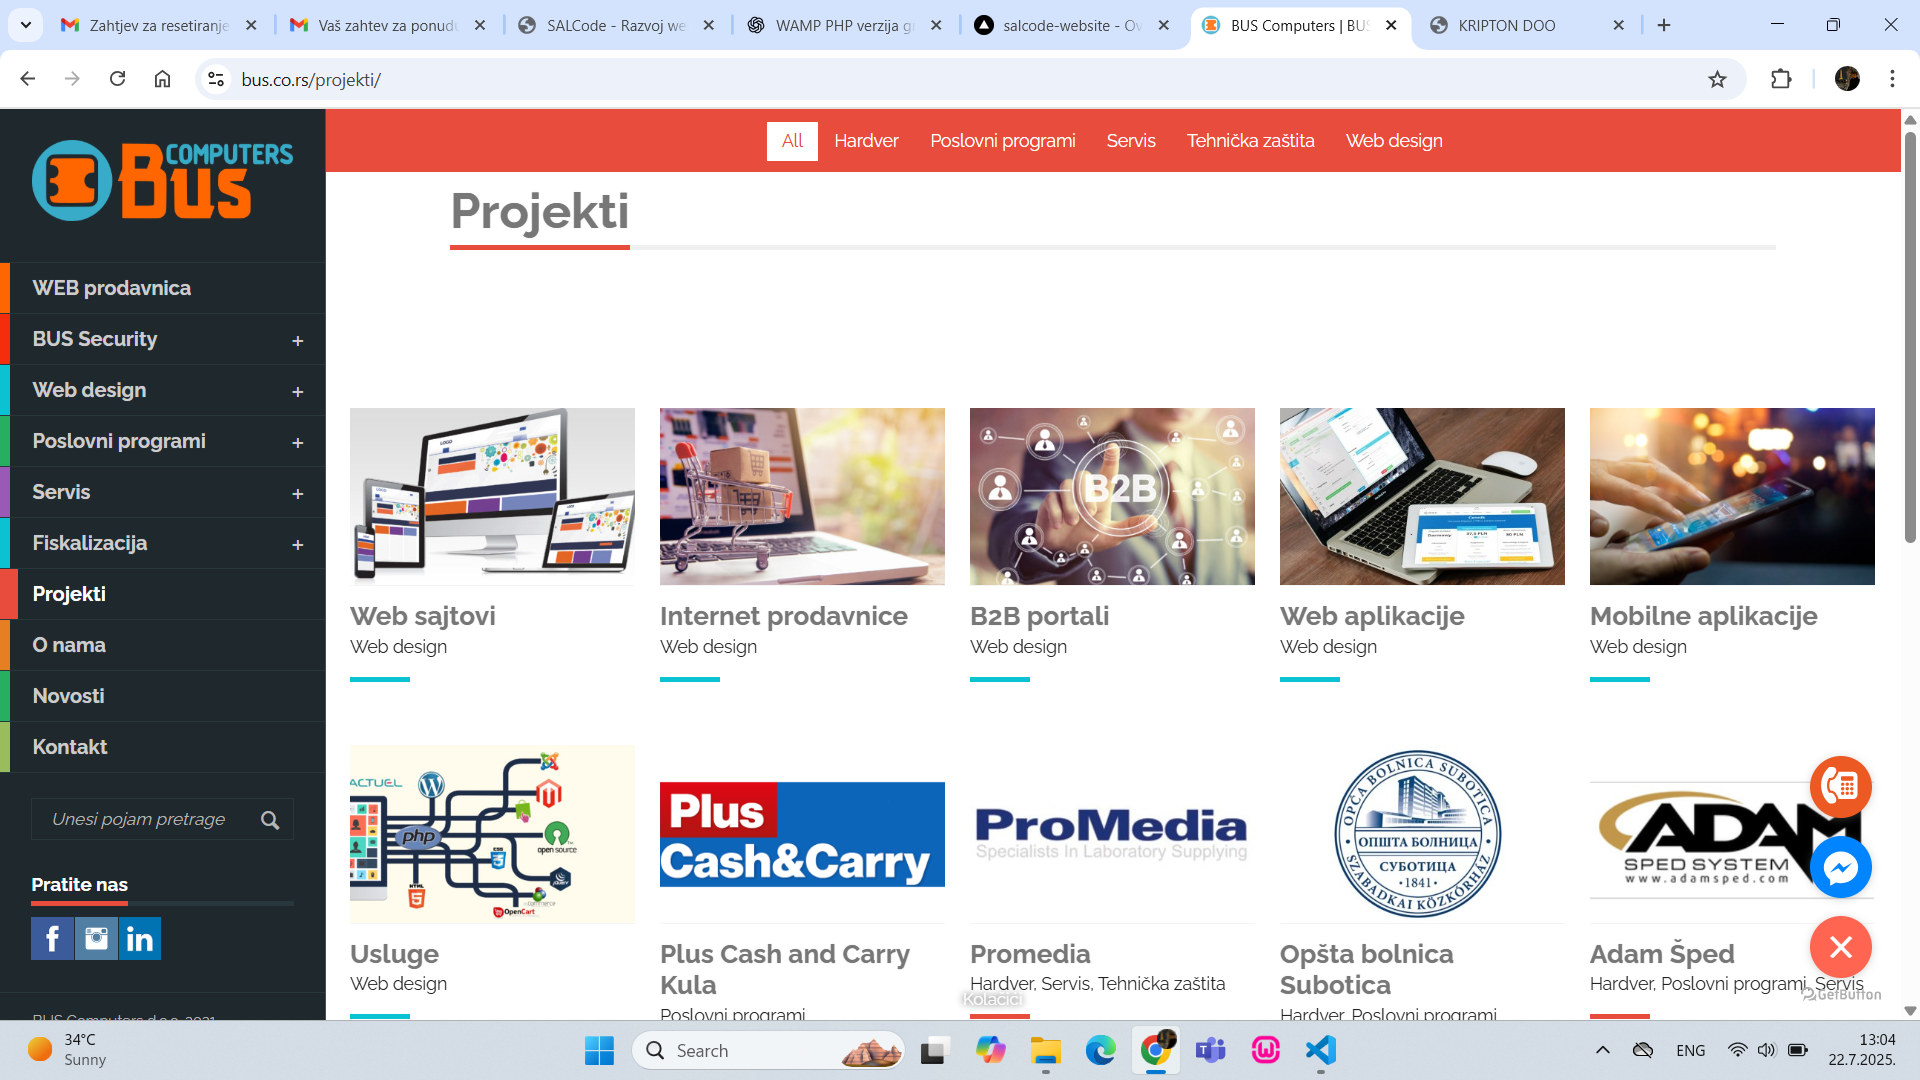 Zahtjev za resetiranje
Vaš zahtev za ponudu
SALCode - Razvoj we
WAMP PHP verzija gr
salcode-website - Ov
BUS Computers | BUS
KRIPTON DOO
bus.co.rs/projekti/
COMPUTERS
BUS
WEB prodavnica
BUS Security +
Web design +
Poslovni programi +
Servis +
Fiskalizacija +
Projekti
O nama
Novosti
Kontakt
Unesi pojam pretrage
Pratite nas
BUS Computers d.o.o. 2021
All Hardver Poslovni programi Servis Tehnička zaštita Web design
Projekti
LOGO
B2B
Web sajtovi
Web design
Internet prodavnice
Web design
B2B portali
Web design
Web aplikacije
Web design
Mobilne aplikacije
Web design
ACTUEL
php
CSS
HTML
open source
jQuery
OpenCart
Plus
Cash&Carry
ProMedia
Specialists In Laboratory Supplying
OPĆA BOLNICA SUBOTICA
ОПШТА БОЛНИЦА
СУБОТИЦА
•1841•
SZABADKAI KÖZKÓRHÁZ
ADAM
SPED SYSTEM
www.adamsped.com
Usluge
Web design
Plus Cash and Carry
Kula
Poslovni programi
Promedia
Hardver, Servis, Tehnička zaštita
Opšta bolnica
Subotica
Hardver, Poslovni programi
Adam Šped
Hardver, Poslovni programi, Servis
Kolačići
GetButton
34°C
Sunny
Search
ENG
13:04
22.7.2025.